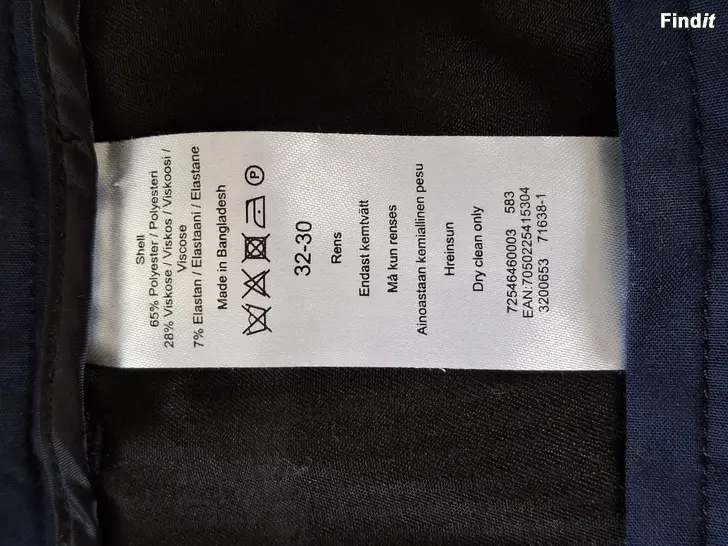 Findit
Shell
65% Polyester / Polyesteri
28% Viskose / Viskos / Viskoosi /
Viscose
7% Elastan / Elastaani / Elastane
Made in Bangladesh
P
32-30
Rens
Endast kemtvätt
Må kun renses
Ainoastaan kemiallinen pesu
Hreinsun
Dry clean only
72546460003 583
EAN:7050225415304
3200653 71638-1